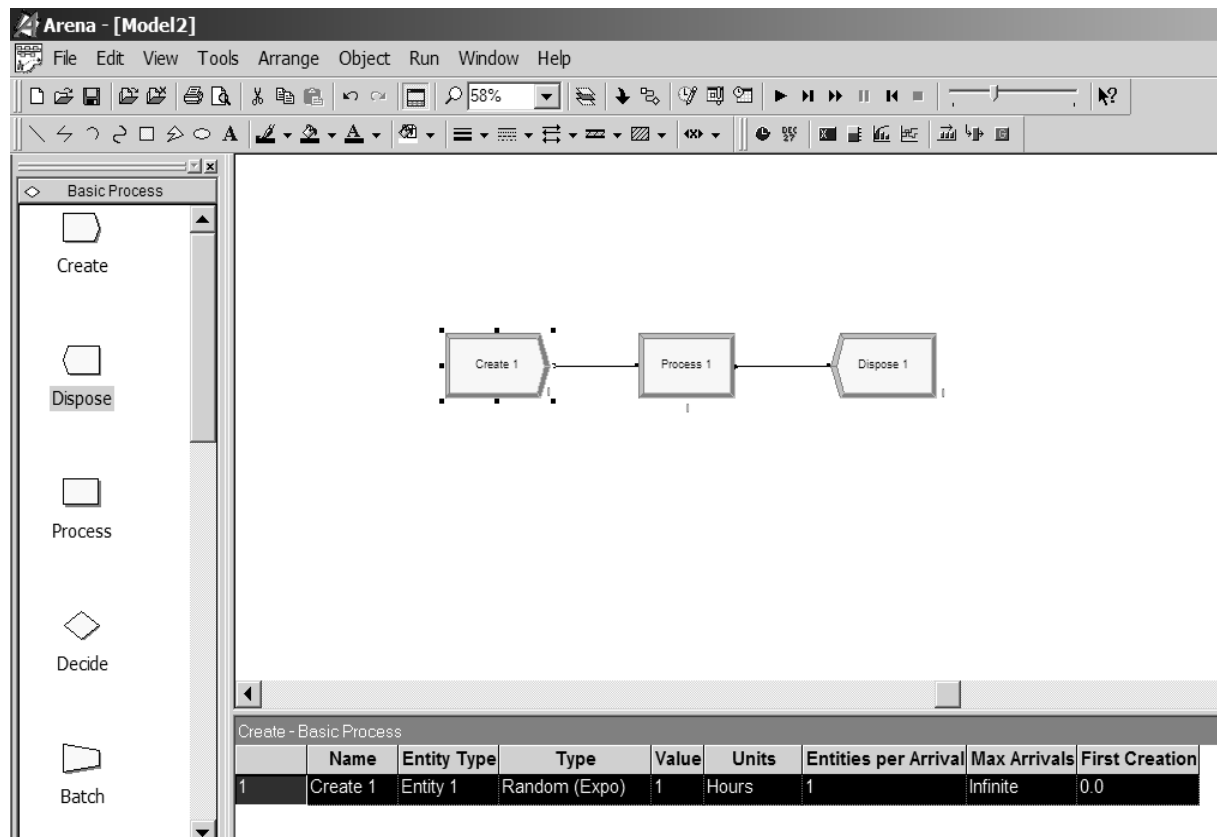 Arena - [Model2]
File Edit View Tools Arrange Object Run Window Help
58%
A A
Basic Process
Create
Dispose
Process
Decide
Batch
Create 1 Process 1 Dispose 1
Create - Basic Process
Name Entity Type Type Value Units Entities per Arrival Max Arrivals First Creation
1 Create 1 Entity 1 Random (Expo) 1 Hours 1 Infinite 0.0